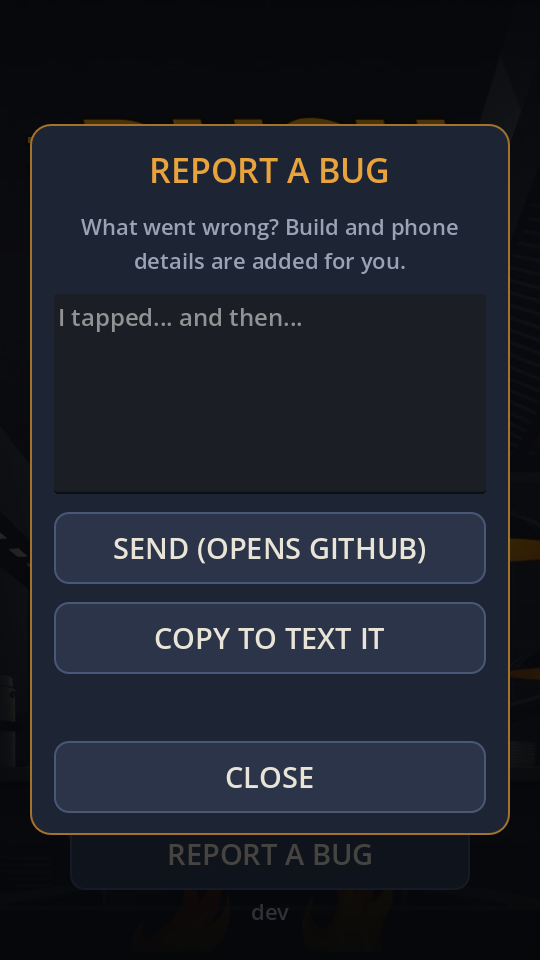 REPORT A BUG
What went wrong? Build and phone
details are added for you.
I tapped... and then...
SEND (OPENS GITHUB)
COPY TO TEXT IT
CLOSE
REPORT A BUG
dev